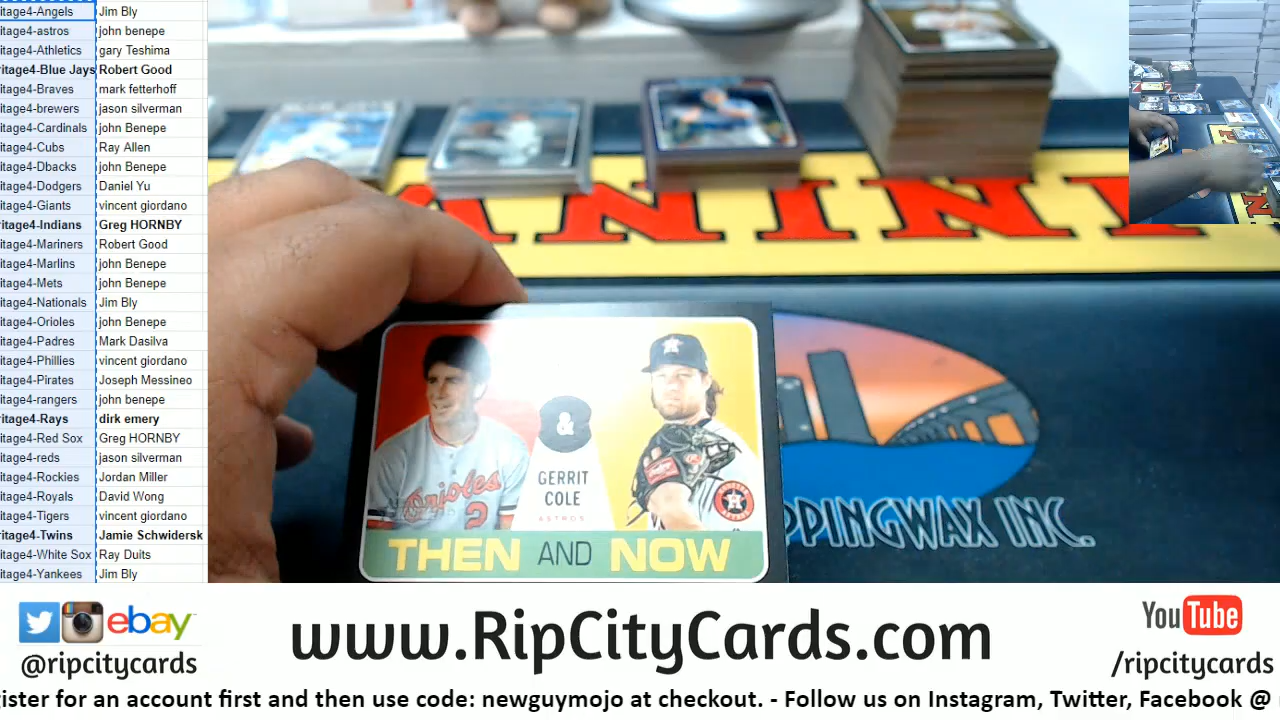 itage4-Angels Jim Bly
itage4-astros john benepe
itage4-Athletics gary Teshima
itage4-Blue Jays Robert Good
itage4-Braves mark fetterhoff
itage4-brewers jason silverman
itage4-Cardinals john Benepe
itage4-Cubs Ray Allen
itage4-Dbacks john Benepe
itage4-Dodgers Daniel Yu
itage4-Giants vincent giordano
itage4-Indians Greg HORNBY
itage4-Mariners Robert Good
itage4-Marlins john Benepe
itage4-Mets john Benepe
itage4-Nationals Jim Bly
itage4-Orioles john Benepe
itage4-Padres Mark Dasilva
itage4-Phillies vincent giordano
itage4-Pirates Joseph Messineo
itage4-rangers john benepe
itage4-Rays dirk emery
itage4-Red Sox Greg HORNBY
itage4-reds jason silverman
itage4-Rockies Jordan Miller
itage4-Royals David Wong
itage4-Tigers vincent giordano
itage4-Twins Jamie Schwidersk
itage4-White Sox Ray Duits
itage4-Yankees Jim Bly
ANINI
&
GERRIT
COLE
ASTROS
Orioles
2
THEN AND NOW
PPINGWAX INC.
ebay
@ripcitycards
www.RipCityCards.com
YouTube
/ripcitycards
gister for an account first and then use code: newguymojo at checkout. - Follow us on Instagram, Twitter, Facebook @